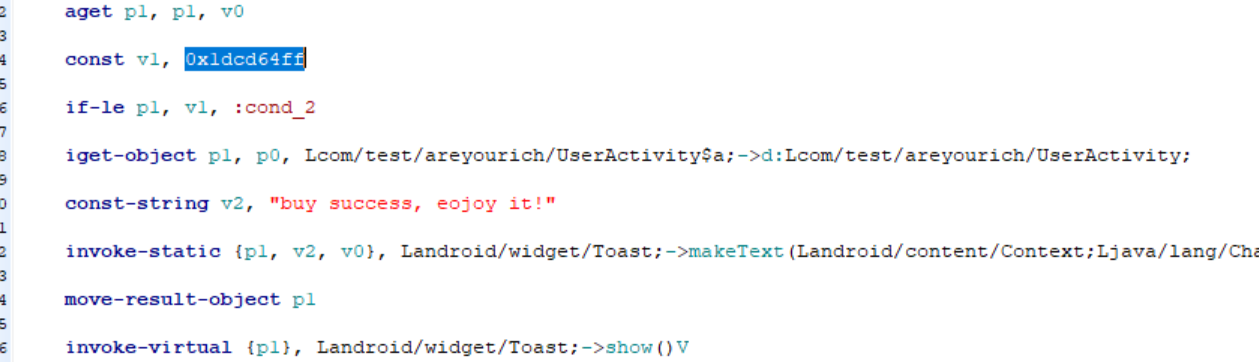 2 aget p1, p1, v0
3
4 const v1, 0x1dcd64ff
5
6 if-le p1, v1, :cond_2
7
8 iget-object p1, p0, Lcom/test/areyourich/UserActivity$a;->d:Lcom/test/areyourich/UserActivity;
9
0 const-string v2, "buy success, eojoy it!"
1
2 invoke-static {p1, v2, v0}, Landroid/widget/Toast;->makeText(Landroid/content/Context;Ljava/lang/Cha
3
4 move-result-object p1
5
6 invoke-virtual {p1}, Landroid/widget/Toast;->show()V